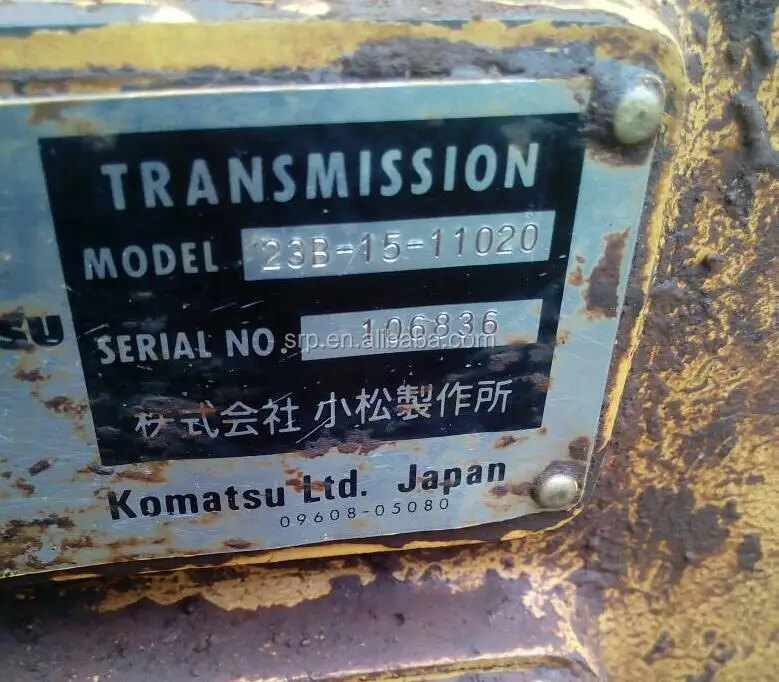 TRANSMISSION
MODEL 23B-15-11020
SU
SERIAL NO. 106836
srp.en.alibaba.com
株式会社 小松製作所
Komatsu Ltd. Japan
09608-05080